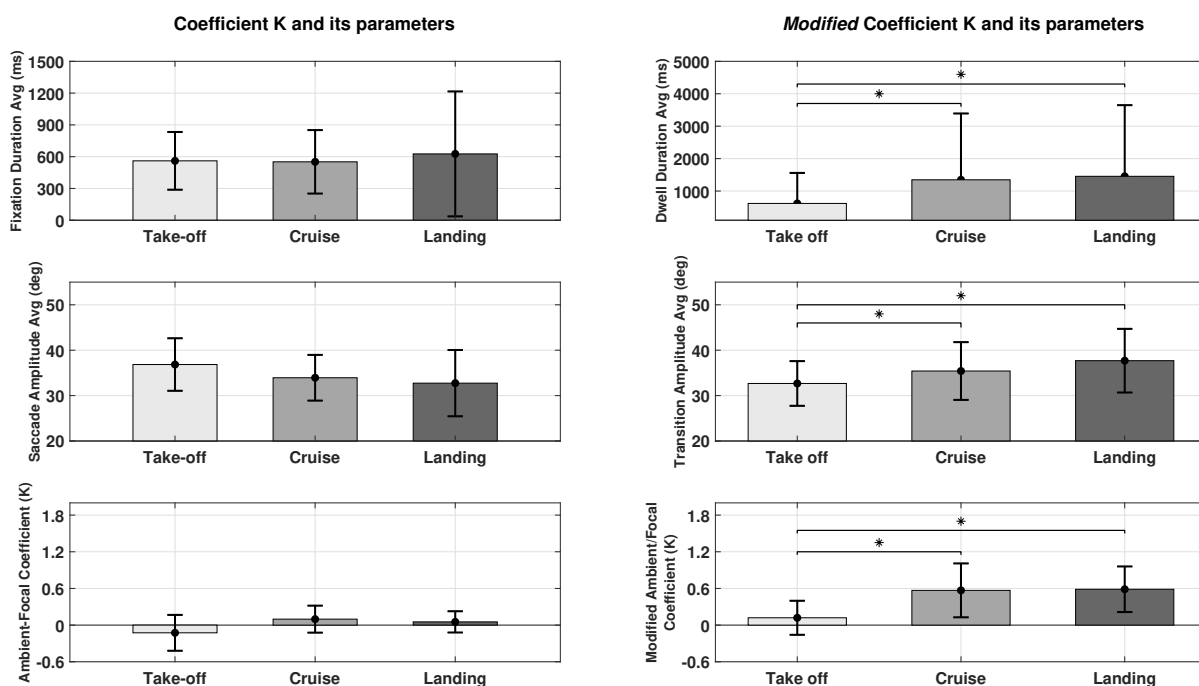 Coefficient K and its parameters
Fixation Duration Avg (ms)
1500
1200
900
600
300
0
Take-off Cruise Landing
Saccade Amplitude Avg (deg)
50
40
30
20
Take-off Cruise Landing
Ambient-Focal Coefficient (K)
1.8
1.2
0.6
0
-0.6
Take-off Cruise Landing
Modified Coefficient K and its parameters
Dwell Duration Avg (ms)
5000
4000
3000
2000
1000
*
*
Take off Cruise Landing
Transition Amplitude Avg (deg)
50
40
30
20
*
*
Take off Cruise Landing
Modified Ambient/Focal
Coefficient (K)
1.8
1.2
0.6
0
-0.6
*
*
Take off Cruise Landing